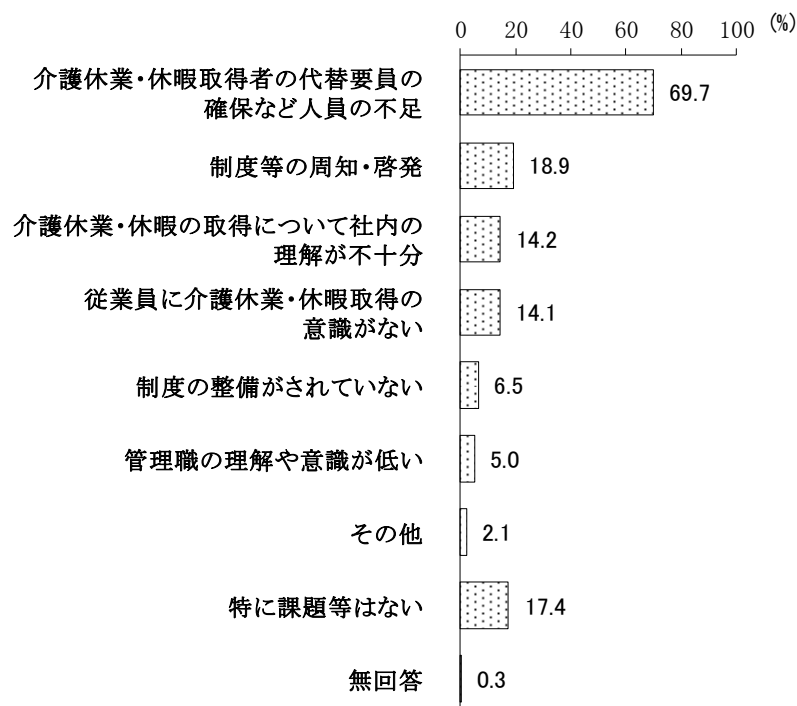 0 20 40 60 80 100 (%)
介護休業・休暇取得者の代替要員の
確保など人員の不足
69.7
制度等の周知・啓発
18.9
介護休業・休暇の取得について社内の
理解が不十分
14.2
従業員に介護休業・休暇取得の
意識がない
14.1
制度の整備がされていない
6.5
管理職の理解や意識が低い
5.0
その他
2.1
特に課題等はない
17.4
無回答
0.3